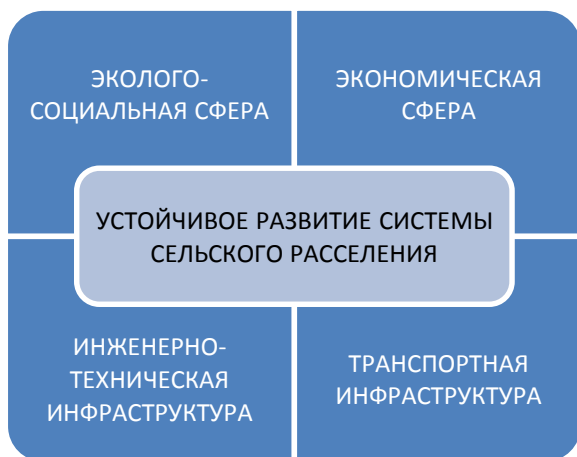 ЭКОЛОГО-
СОЦИАЛЬНАЯ СФЕРА
ЭКОНОМИЧЕСКАЯ
СФЕРА
УСТОЙЧИВОЕ РАЗВИТИЕ СИСТЕМЫ
СЕЛЬСКОГО РАССЕЛЕНИЯ
ИНЖЕНЕРНО-
ТЕХНИЧЕСКАЯ
ИНФРАСТРУКТУРА
ТРАНСПОРТНАЯ
ИНФРАСТРУКТУРА